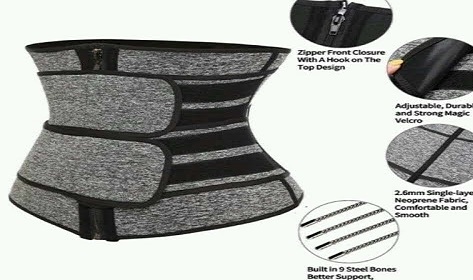 Zipper Front Closure
With A Hook on The
Top Design
Adjustable, Durabl
and Strong Magic
Velcro
2.6mm Single-laye
Neoprene Fabric,
Comfortable and
Smooth
Built in 9 Steel Bones
Better Support,